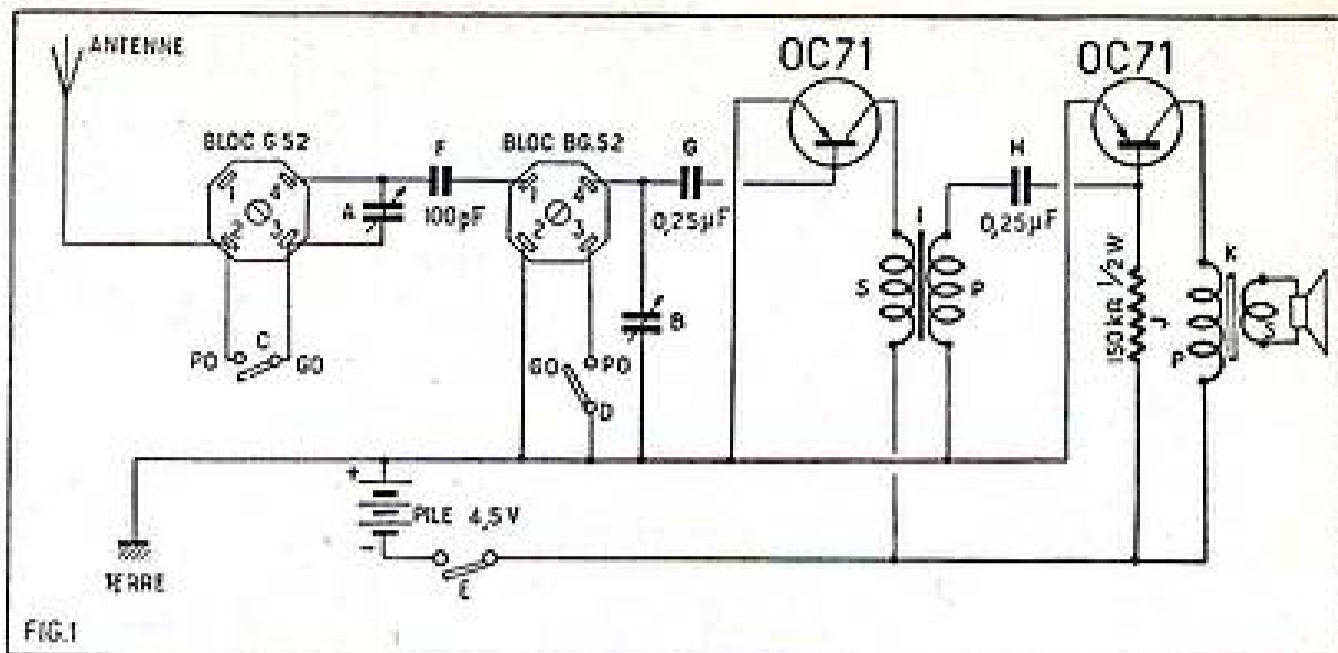 ANTENNE
OC71
OC71
BLOC G.52
F
BLOC BG.52
G
H
1
4
2
3
A
100pF
1
4
2
3
0,25µF
0,25µF
I
S
P
150kΩ 1/2W
J
K
P
S
B
C
PO
GO
GO
PO
D
+
PILE 4,5V
-
E
TERRE
FIG.1